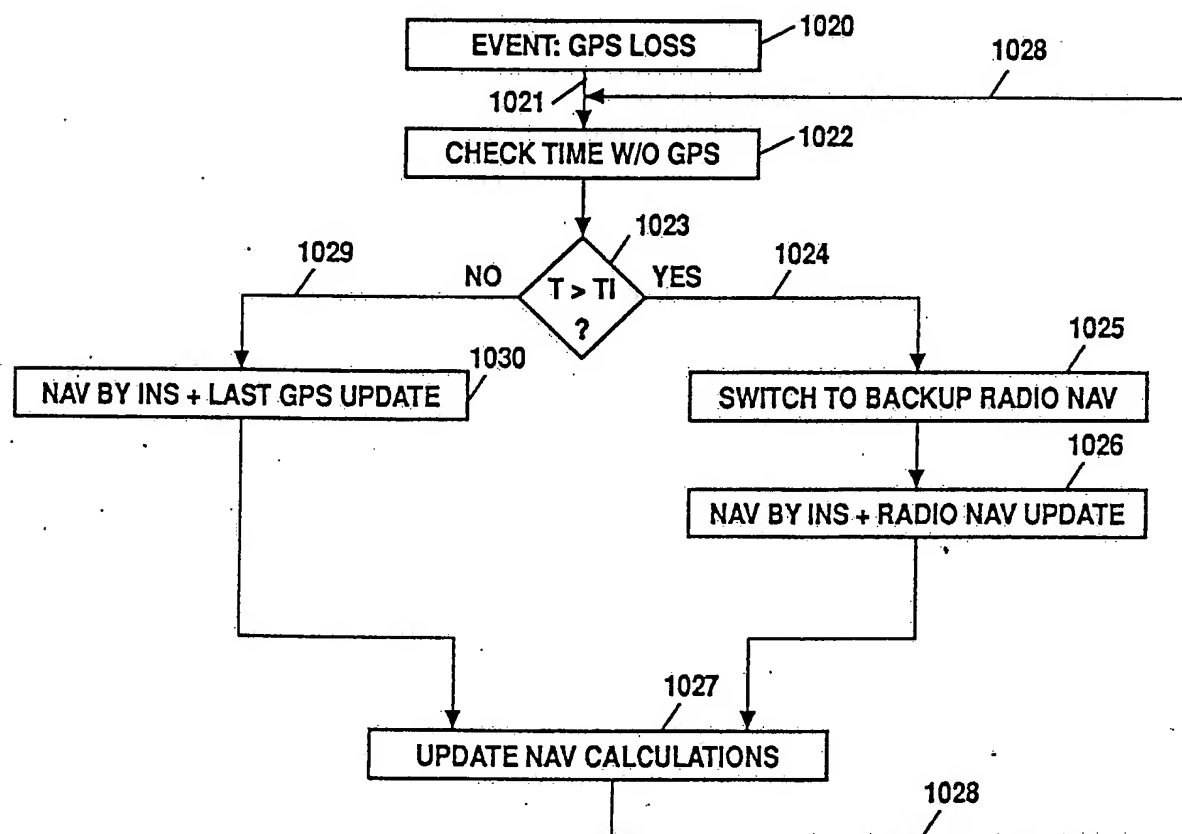 EVENT: GPS LOSS
1020
1028
1021
CHECK TIME W/O GPS
1022
1023
1029
NO
T > TI
?
YES
1024
1025
1030
NAV BY INS + LAST GPS UPDATE
SWITCH TO BACKUP RADIO NAV
1026
NAV BY INS + RADIO NAV UPDATE
1027
UPDATE NAV CALCULATIONS
1028